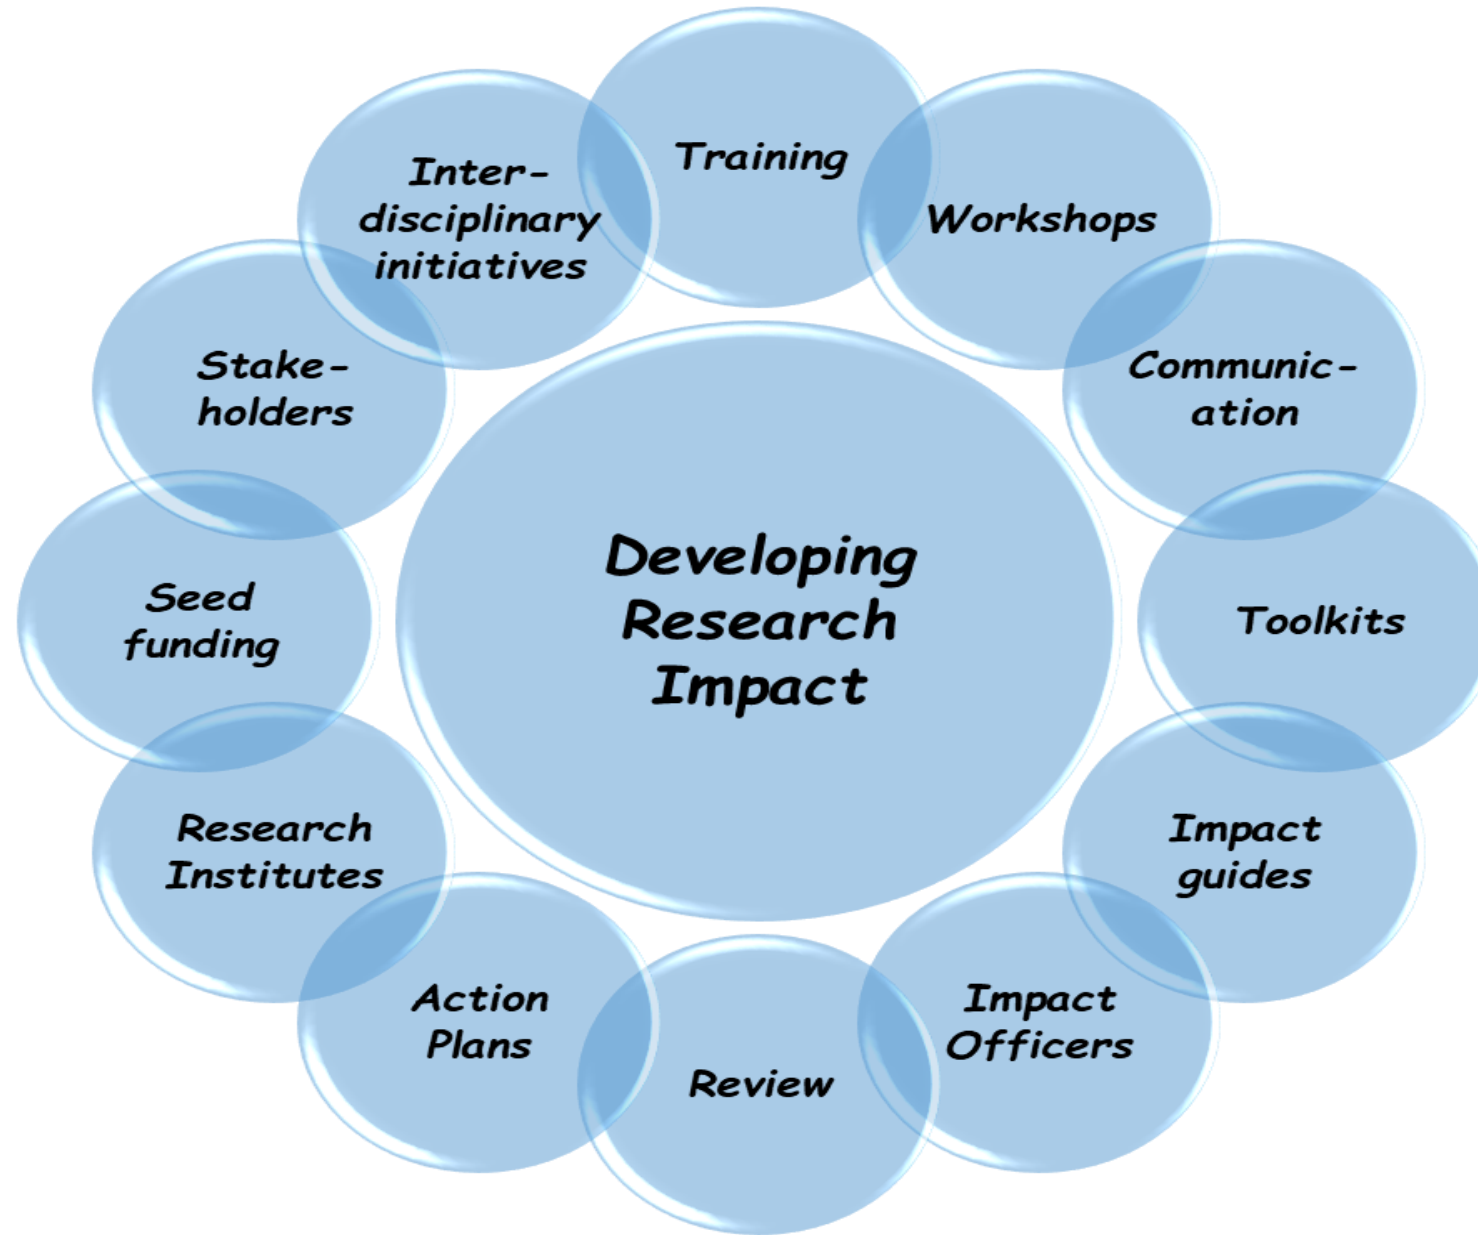 Training
Workshops
Communic-
ation
Toolkits
Impact
guides
Impact
Officers
Review
Action
Plans
Research
Institutes
Seed
funding
Stake-
holders
Inter-
disciplinary
initiatives
Developing
Research
Impact